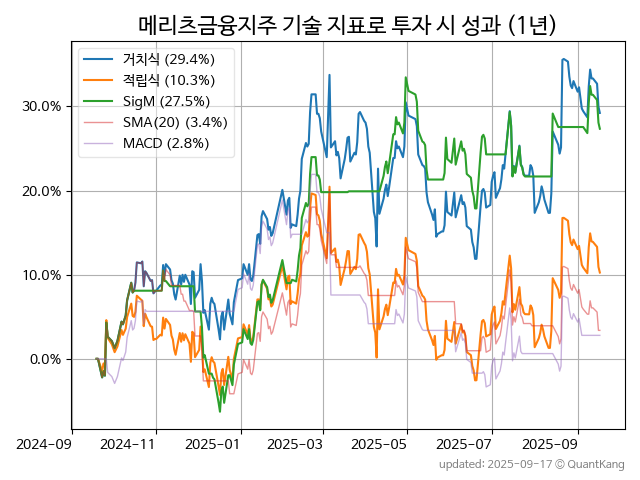 메리츠금융지주 기술 지표로 투자 시 성과 (1년)
거치식 (29.4%)
적립식 (10.3%)
SigM (27.5%)
SMA(20) (3.4%)
MACD (2.8%)
30.0%
20.0%
10.0%
0.0%
2024-09 2024-11 2025-01 2025-03 2025-05 2025-07 2025-09
updated: 2025-09-17 ⓒ QuantKang